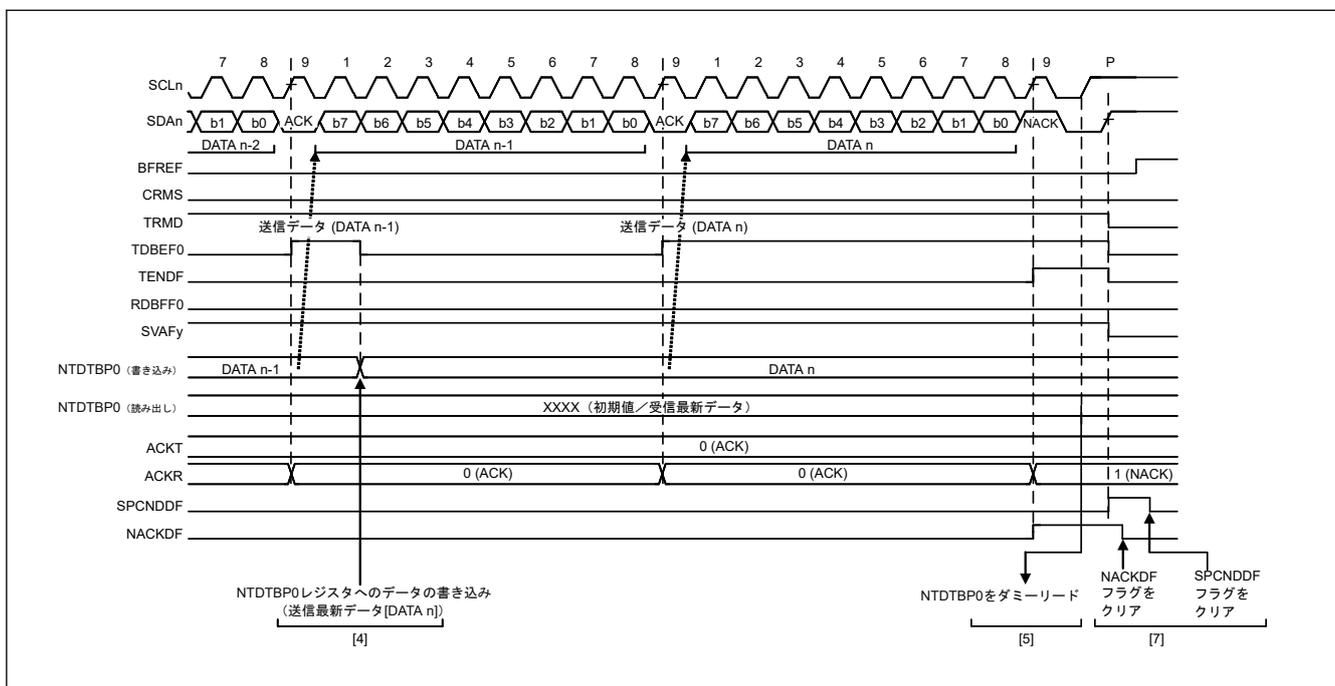 7 8 9 1 2 3 4 5 6 7 8 9 1 2 3 4 5 6 7 8 9 P
SCLn
SDAn b1 b0 ACK b7 b6 b5 b4 b3 b2 b1 b0 ACK b7 b6 b5 b4 b3 b2 b1 b0 NACK
DATA n-2 DATA n-1 DATA n
BFREF
CRMS
TRMD
送信データ (DATA n-1) 送信データ (DATA n)
TDBEF0
TENDF
RDBFF0
SVAFy
NTDTBP0 (書き込み) DATA n-1 DATA n
NTDTBP0 (読み出し) XXXX(初期値/受信最新データ)
ACKT 0 (ACK)
ACKR 0 (ACK) 0 (ACK) 1 (NACK)
SPCNDDF
NACKDF
NTDTBP0レジスタへのデータの書き込み
(送信最新データ[DATA n])
[4]
NTDTBP0をダミーリード
[5]
NACKDF
フラグを
クリア
SPCNDDF
フラグを
クリア
[7]